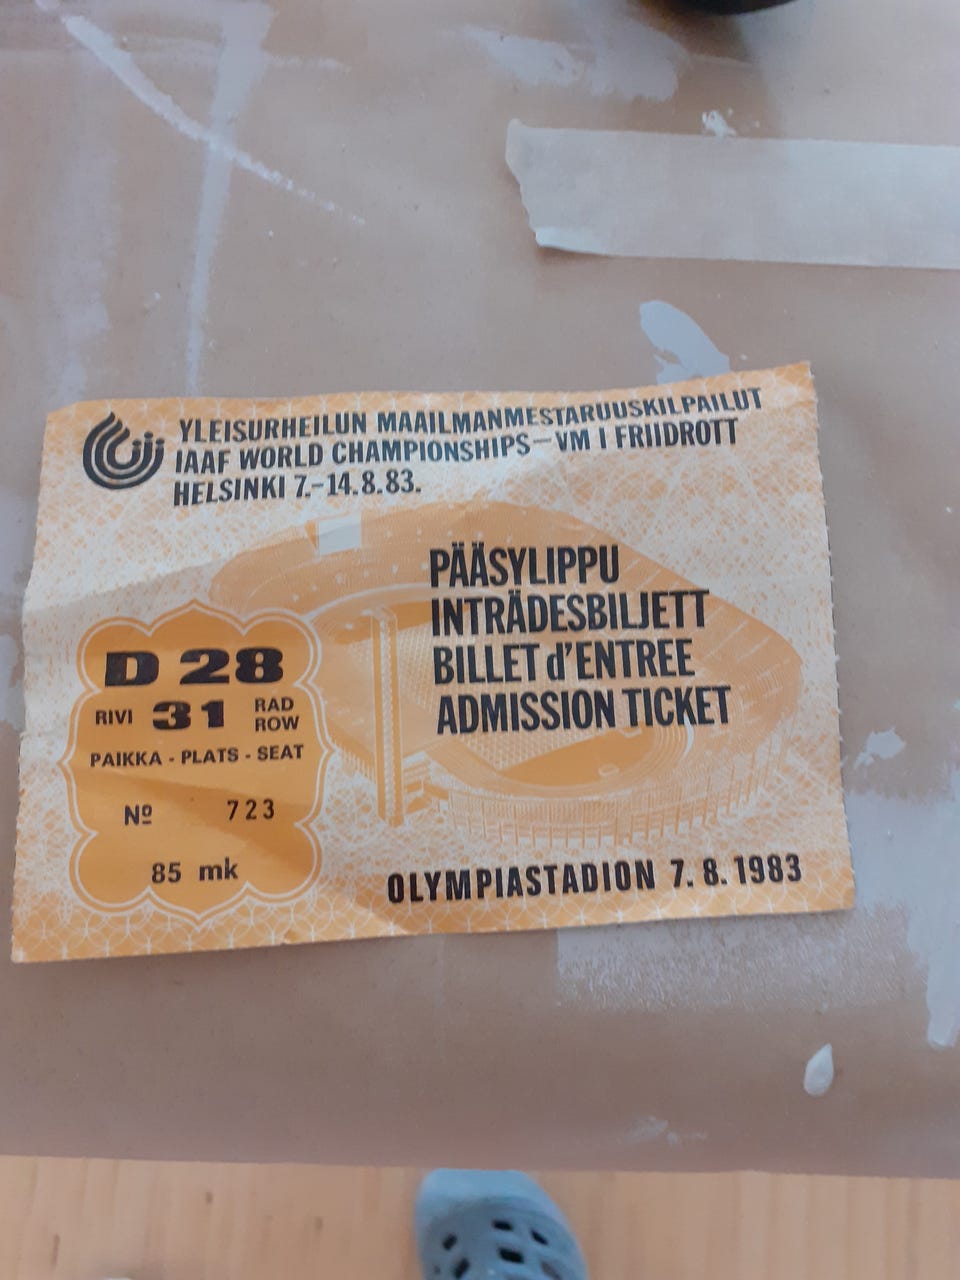 YLEISURHEILUN MAAILMANMESTARUUSKILPAILUT
IAAF WORLD CHAMPIONSHIPS – VM I FRIIDROTT
HELSINKI 7.–14.8.83.
PÄÄSYLIPPU
INTRÄDESBILJETT
BILLET d'ENTREE
ADMISSION TICKET
D 28
RIVI 31 RAD
ROW
PAIKKA - PLATS - SEAT
Nº 723
85 mk
OLYMPIASTADION 7.8.1983